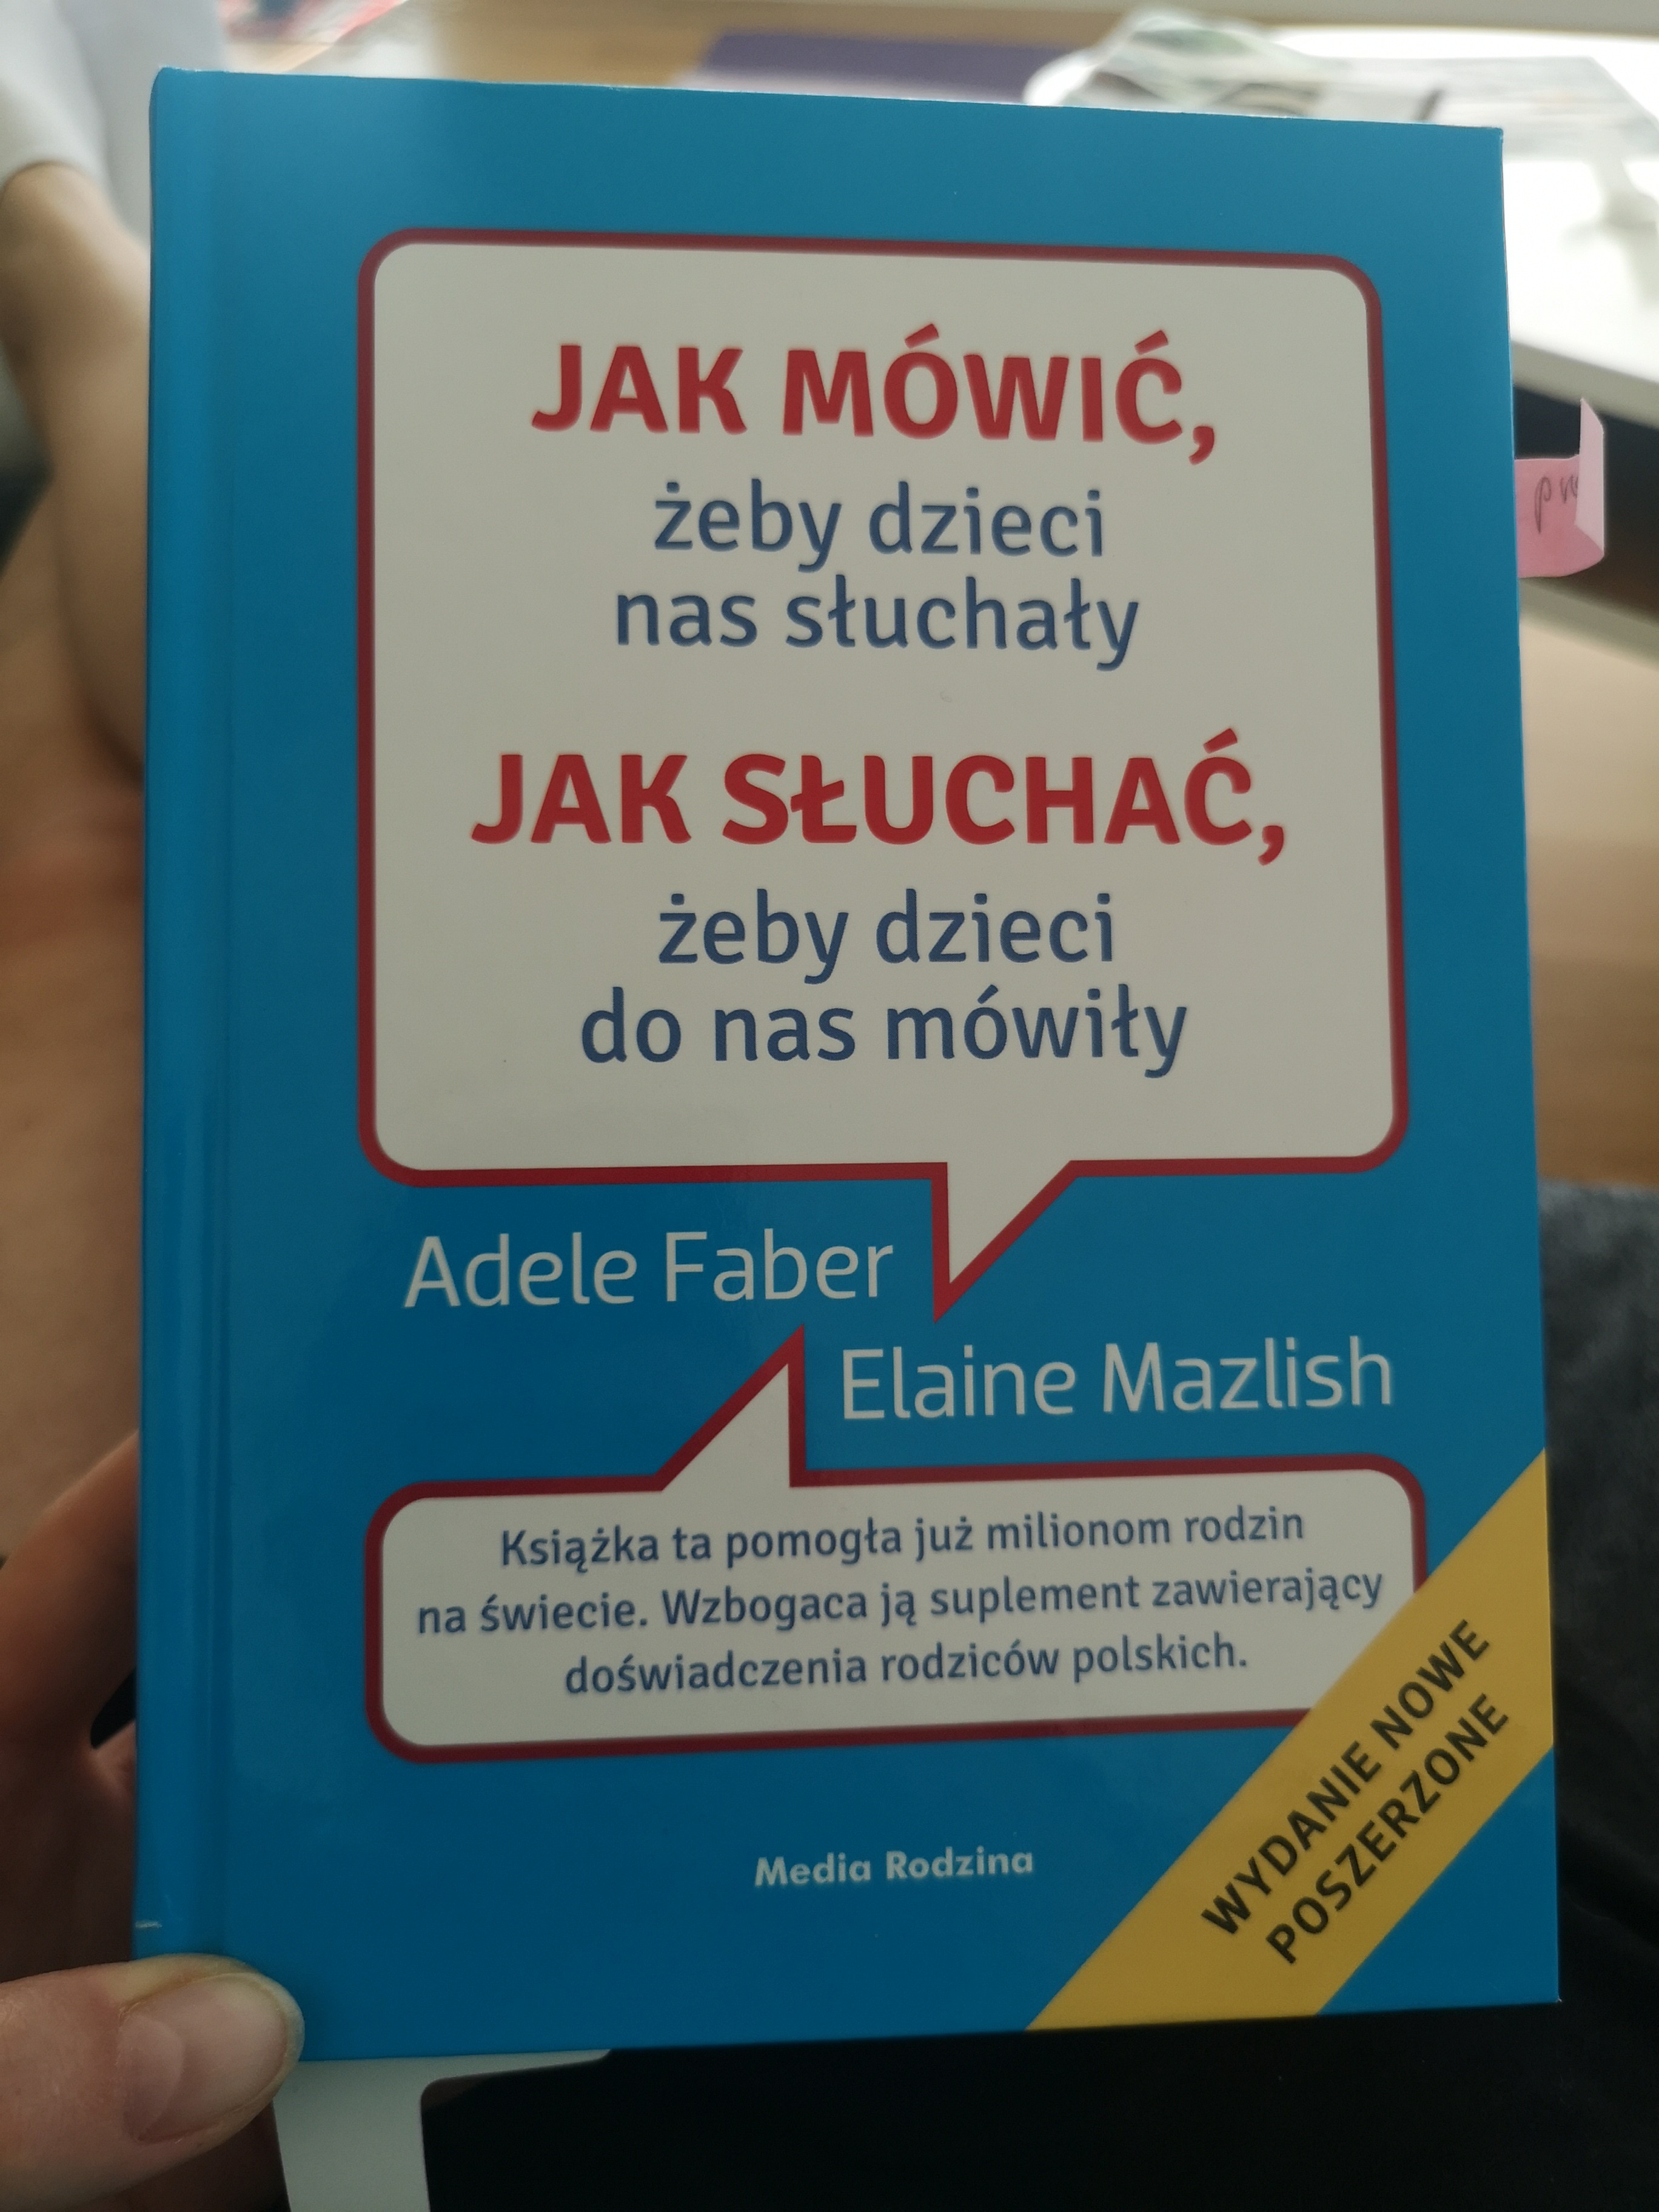 JAK MÓWIĆ,
żeby dzieci
nas słuchały
JAK SŁUCHAĆ,
żeby dzieci
do nas mówiły
Adele Faber
Elaine Mazlish
Książka ta pomogła już milionom rodzin
na świecie. Wzbogaca ją suplement zawierający
doświadczenia rodziców polskich.
WYDANIE NOWE
POSZERZONE
Media Rodzina